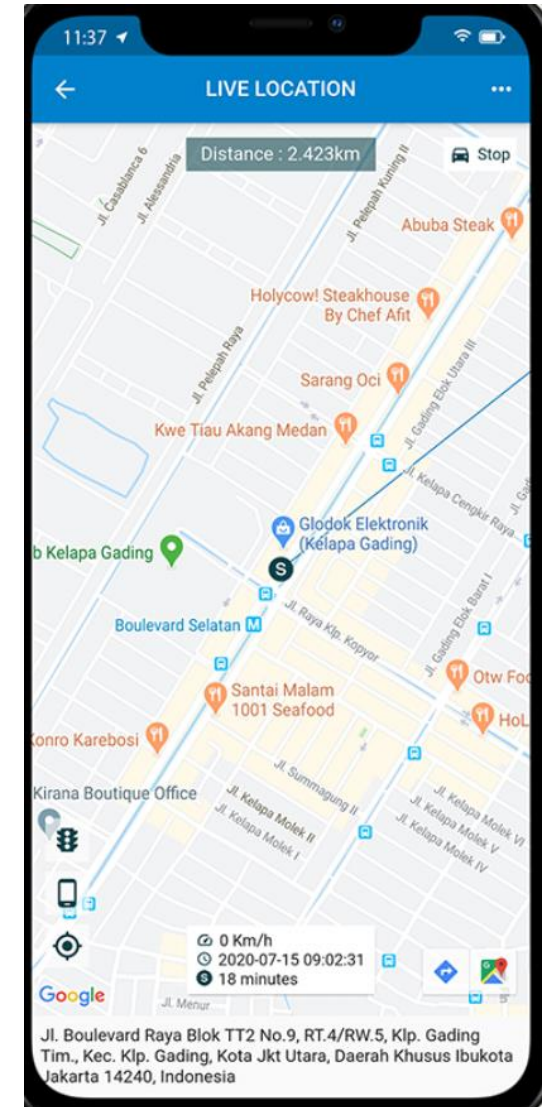 11:37
LIVE LOCATION
Distance : 2.423km
Stop
Jl. Casablanca 6
Jl. Alessandria
Jl. Pelepah Kuning II
Abuba Steak
Holycow! Steakhouse
By Chef Afit
Jl. Pelepah Raya
Sarang Oci
Jl. Gading Elok Utara III
Kwe Tiau Akang Medan
Jl. Kelapa Cengkir Raya
Jl. Gad
Glodok Elektronik
(Kelapa Gading)
b Kelapa Gading
S
Jl. Raya Klp. Kopyor
Jl. Gading Elok Barat I
Boulevard Selatan
M
Santai Malam
1001 Seafood
Otw Foo
HoL
Konro Karebosi
Jl. Summagung II
Kirana Boutique Office
Jl. Kelapa Molek II
Jl. Kelapa Molek I
Jl. Kelapa Molek VI
Jl. Kelapa Molek V
Jl. Kelapa Molek IV
0 Km/h
2020-07-15 09:02:31
S 18 minutes
Google
Jl. Menur
Jl. Boulevard Raya Blok TT2 No.9, RT.4/RW.5, Klp. Gading
Tim., Kec. Klp. Gading, Kota Jkt Utara, Daerah Khusus Ibukota
Jakarta 14240, Indonesia